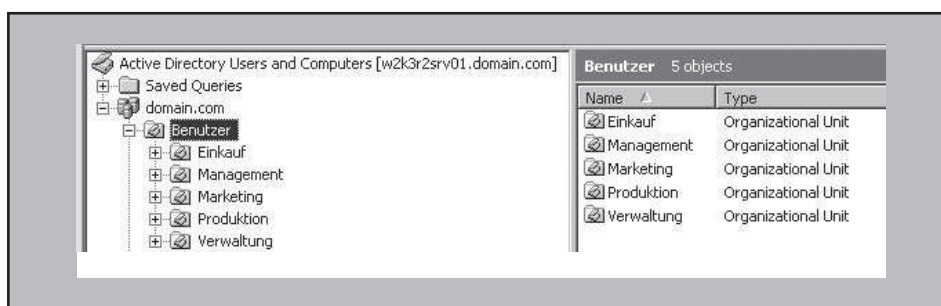 Active Directory Users and Computers [w2k3r2srv01.domain.com]
Saved Queries
domain.com
Benutzer
Einkauf
Management
Marketing
Produktion
Verwaltung
Benutzer 5 objects
Name Type
Einkauf Organizational Unit
Management Organizational Unit
Marketing Organizational Unit
Produktion Organizational Unit
Verwaltung Organizational Unit